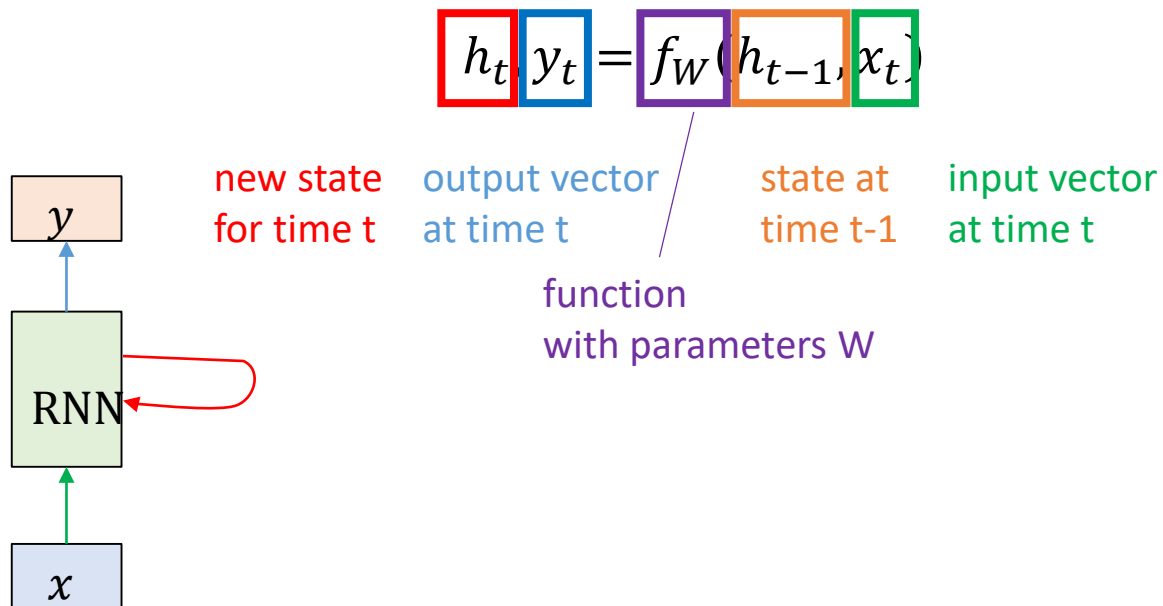 h_t, y_t = f_W(h_{t-1}, x_t)
new state
for time t
output vector
at time t
state at
time t-1
input vector
at time t
function
with parameters W
y
RNN
x